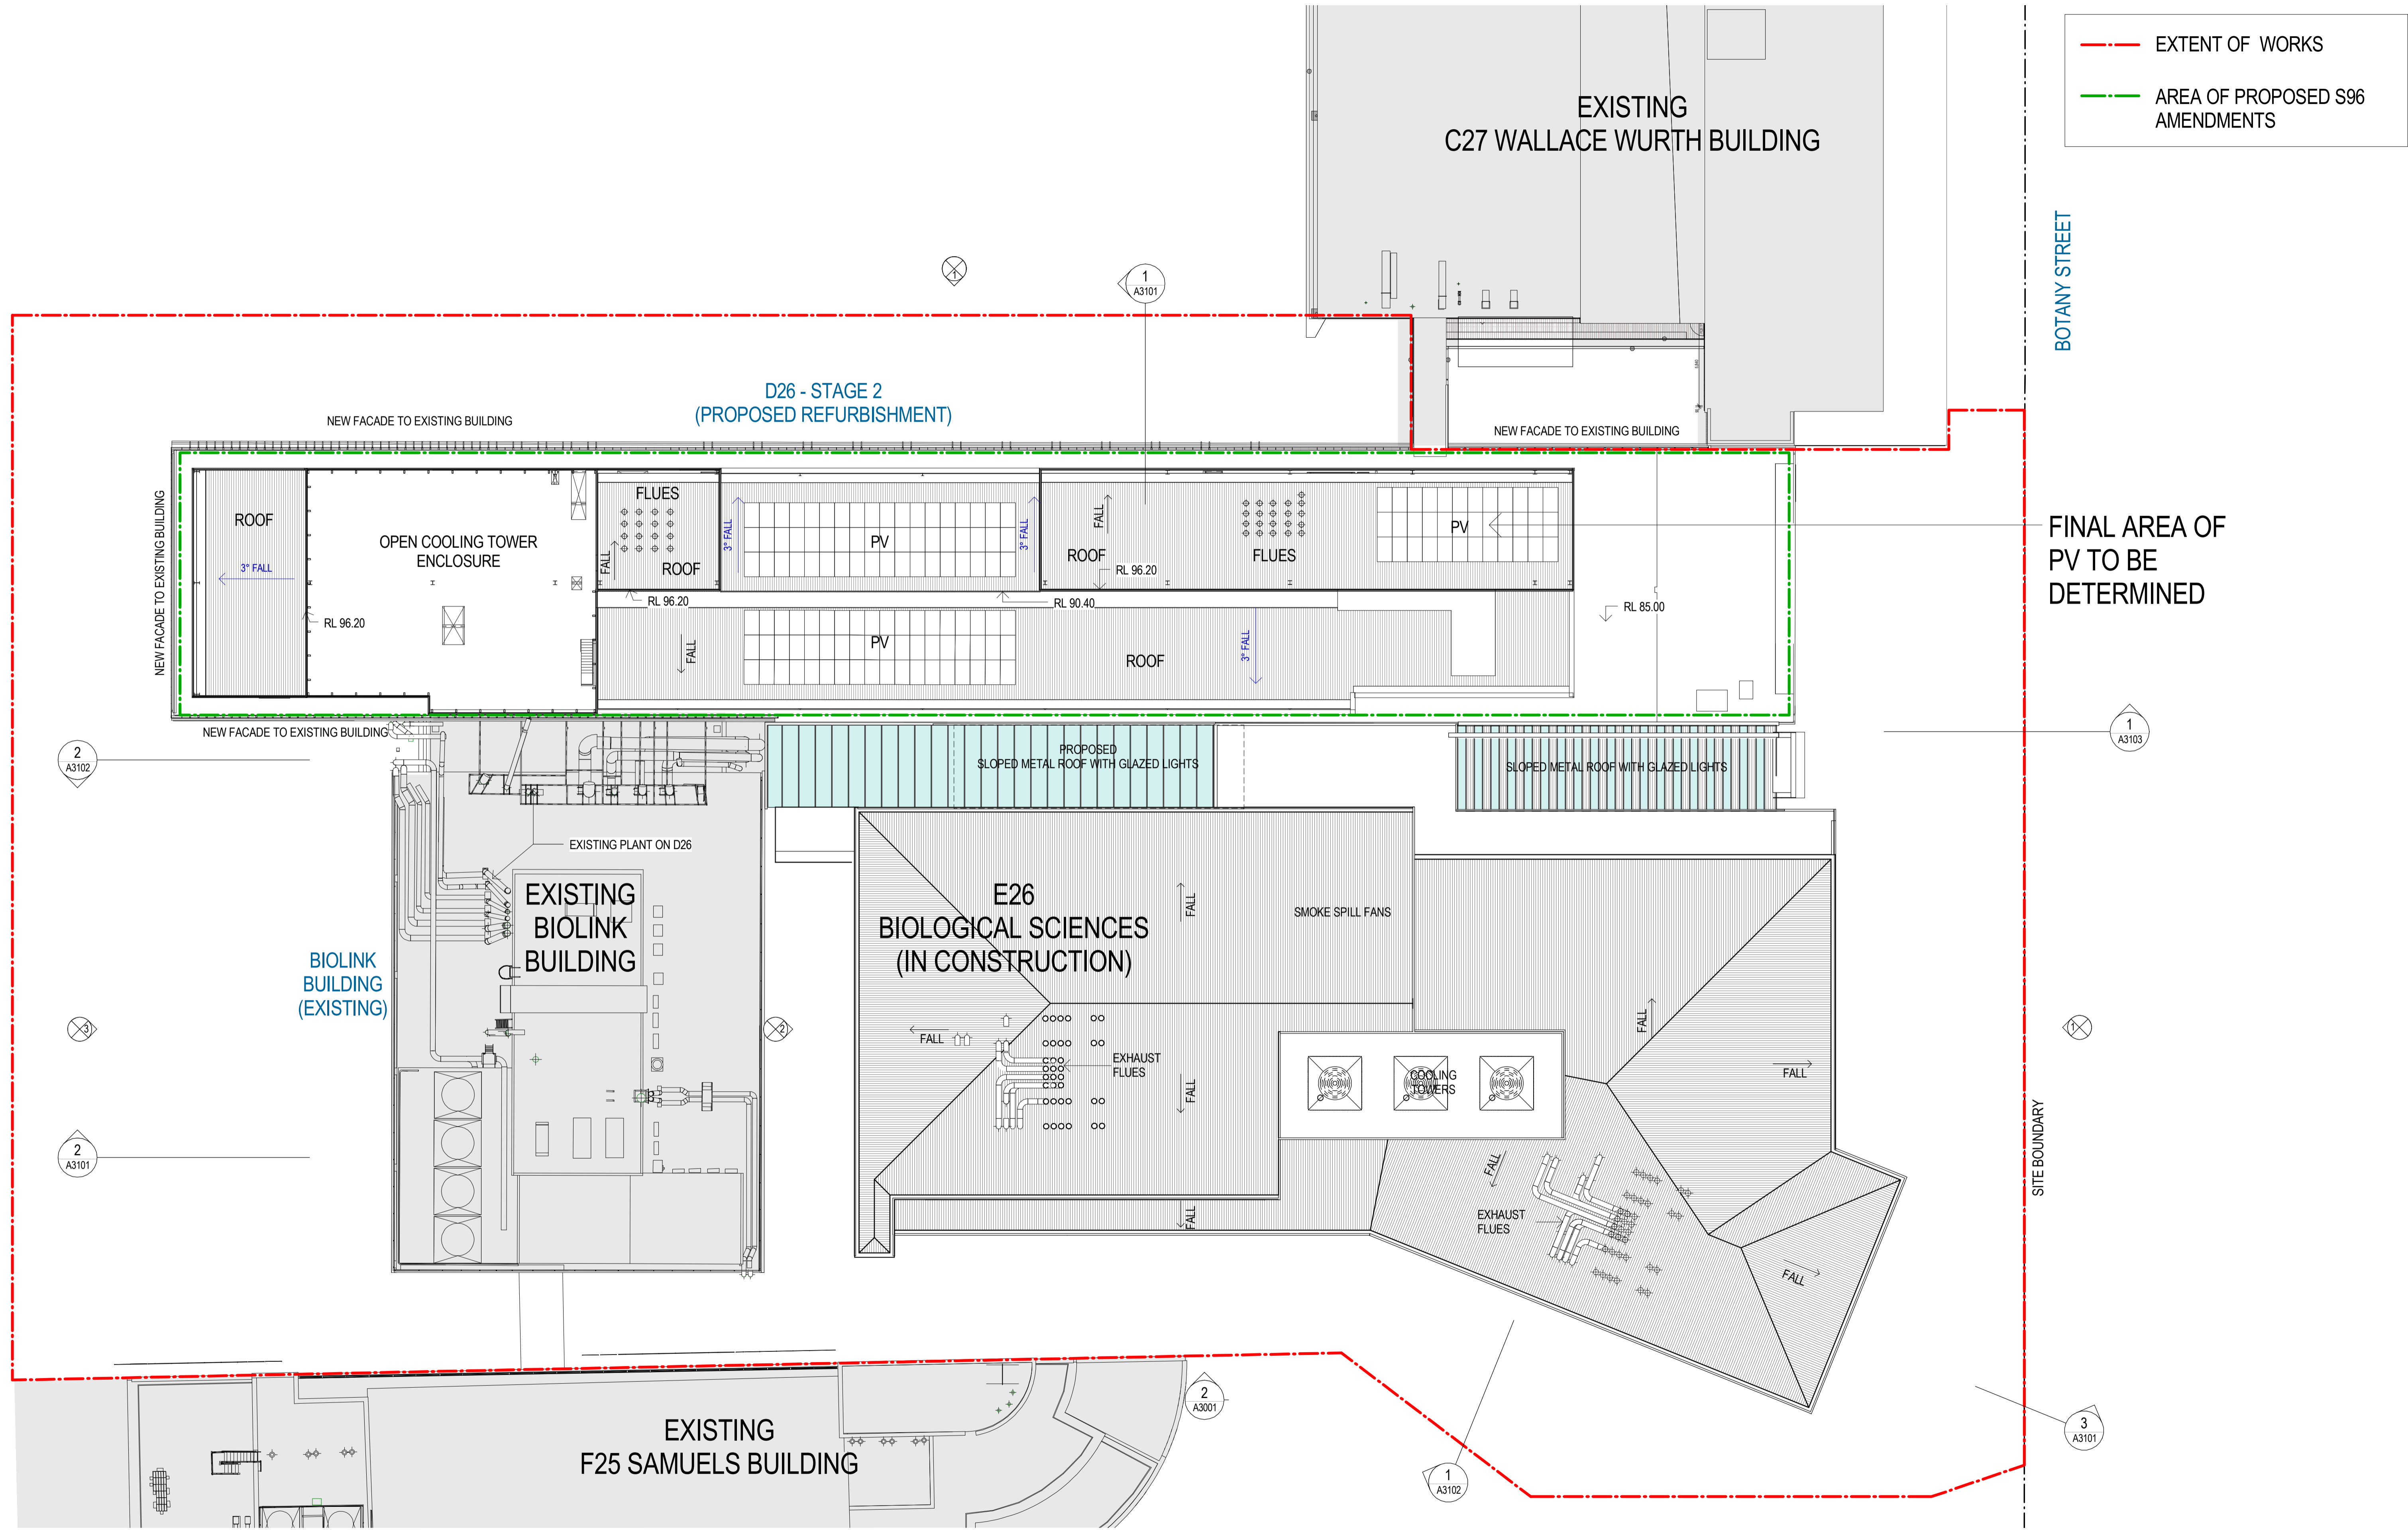 EXTENT OF  WORKS
AREA OF PROPOSED S96
AMENDMENTS
EXISTING
C27 WALLACE WURTH BUILDING
BOTANY STREET
1
1
A3101
D26 - STAGE 2
(PROPOSED REFURBISHMENT)
NEW FACADE TO EXISTING BUILDING
NEW FACADE TO EXISTING BUILDING
NEW FACADE TO EXISTING BUILDING
ROOF
3° FALL
RL 96.20
OPEN COOLING TOWER
ENCLOSURE
FLUES
FALL
ROOF
RL 96.20
3° FALL
PV
3° FALL
FALL
ROOF
RL 96.20
FLUES
PV
FINAL AREA OF
PV TO BE
DETERMINED
RL 90.40
RL 85.00
FALL
PV
ROOF
3° FALL
NEW FACADE TO EXISTING BUILDING
2
A3102
PROPOSED
SLOPED METAL ROOF WITH GLAZED LIGHTS
SLOPED METAL ROOF WITH GLAZED LIGHTS
1
A3103
EXISTING PLANT ON D26
EXISTING
BIOLINK
BUILDING
BIOLINK
BUILDING
(EXISTING)
E26
BIOLOGICAL SCIENCES
(IN CONSTRUCTION)
FALL
SMOKE SPILL FANS
3
2
1
FALL
EXHAUST
FLUES
FALL
COOLING
TOWERS
FALL
FALL
2
A3101
FALL
FALL
EXHAUST
FLUES
FALL
SITE BOUNDARY
EXISTING
F25 SAMUELS BUILDING
2
A3001
1
A3102
3
A3101